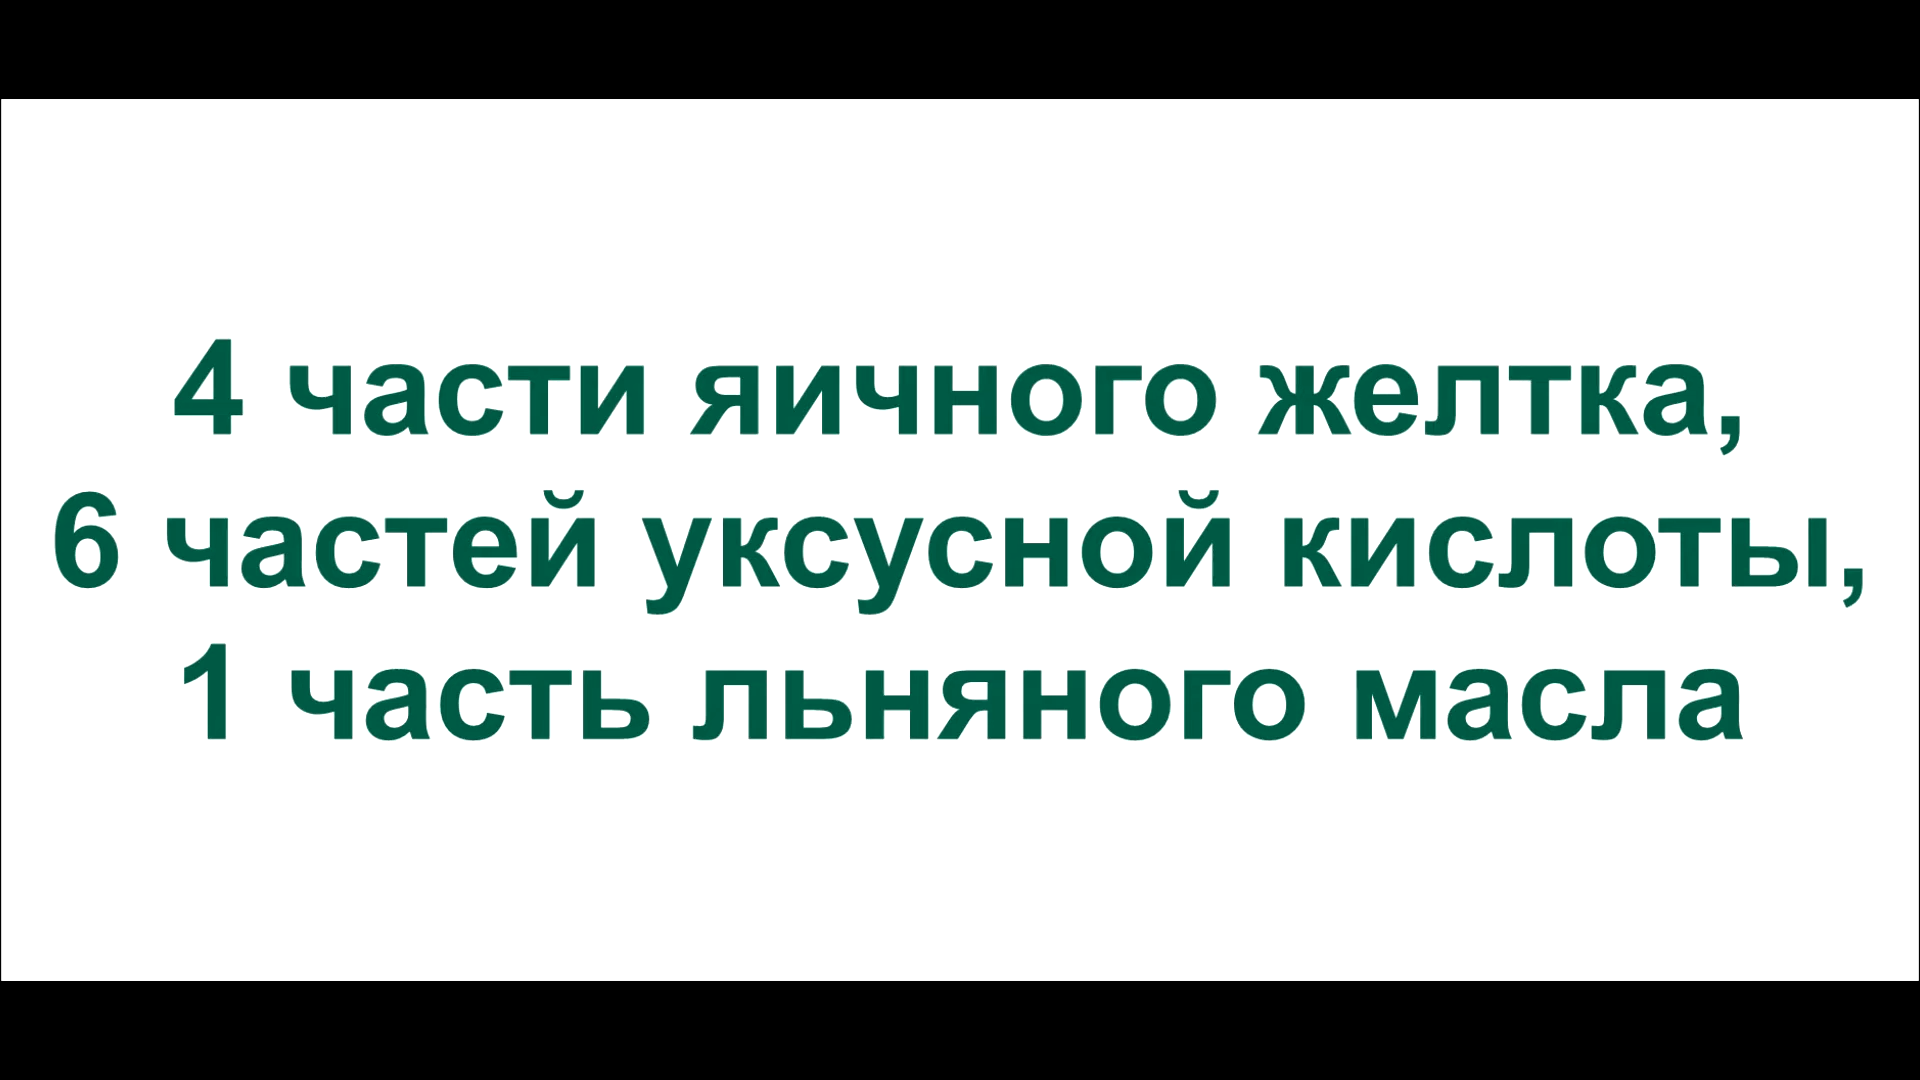 4 части яичного желтка,
6 частей уксусной кислоты,
1 часть льняного масла